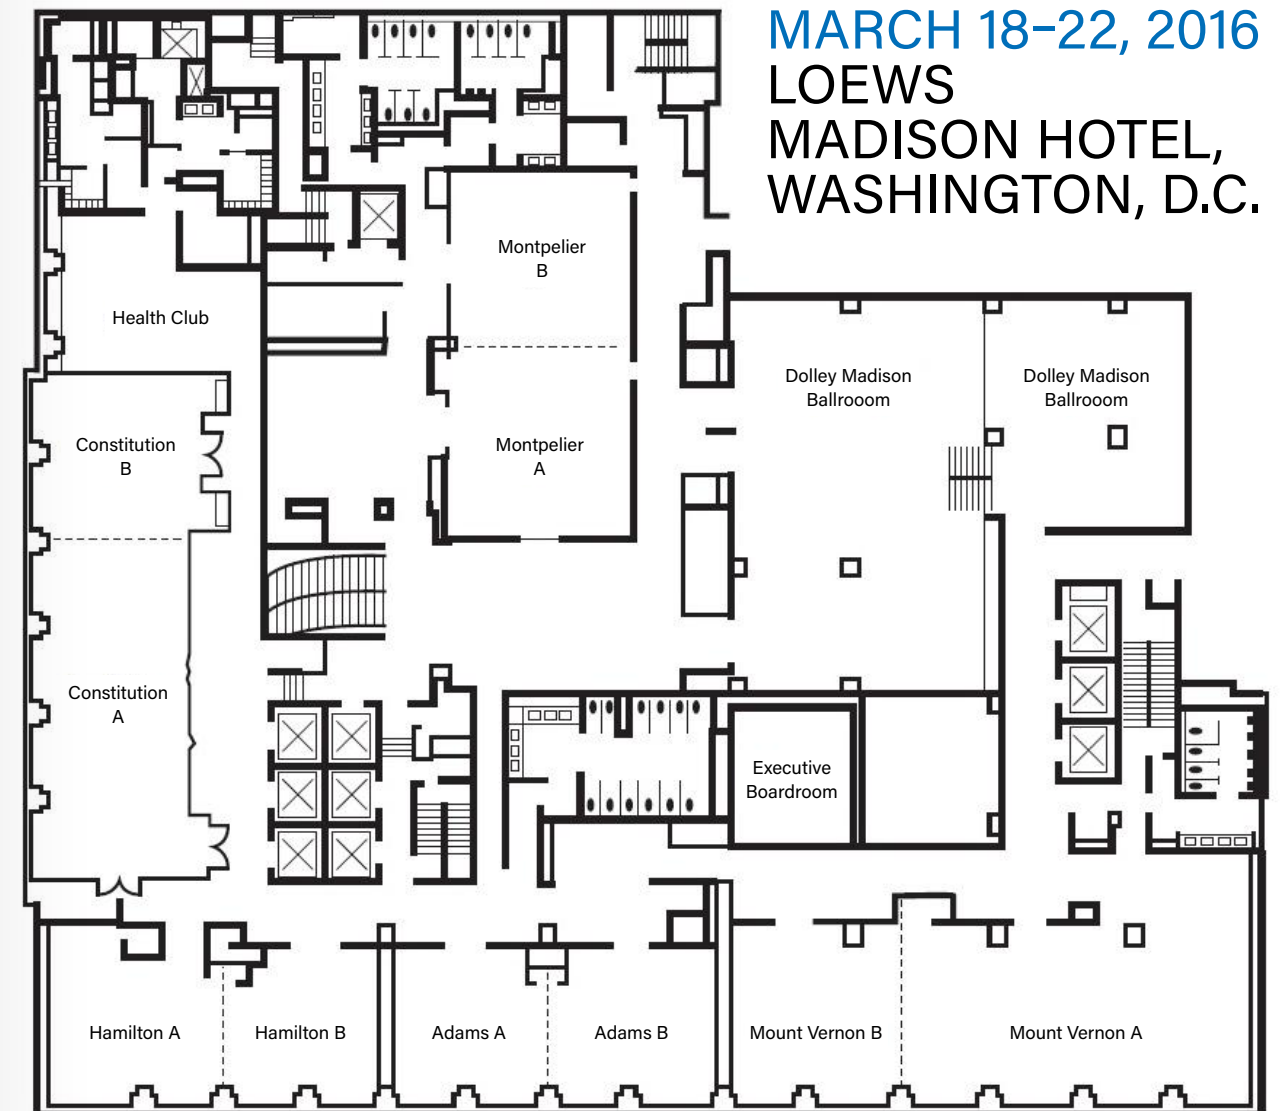 MARCH 18–22, 2016
LOEWS
MADISON HOTEL,
WASHINGTON, D.C.
Montpelier
B
Health Club
Dolley Madison
Ballrooom
Dolley Madison
Ballrooom
Constitution
B
Montpelier
A
Constitution
A
Executive
Boardroom
Hamilton A
Hamilton B
Adams A
Adams B
Mount Vernon B
Mount Vernon A